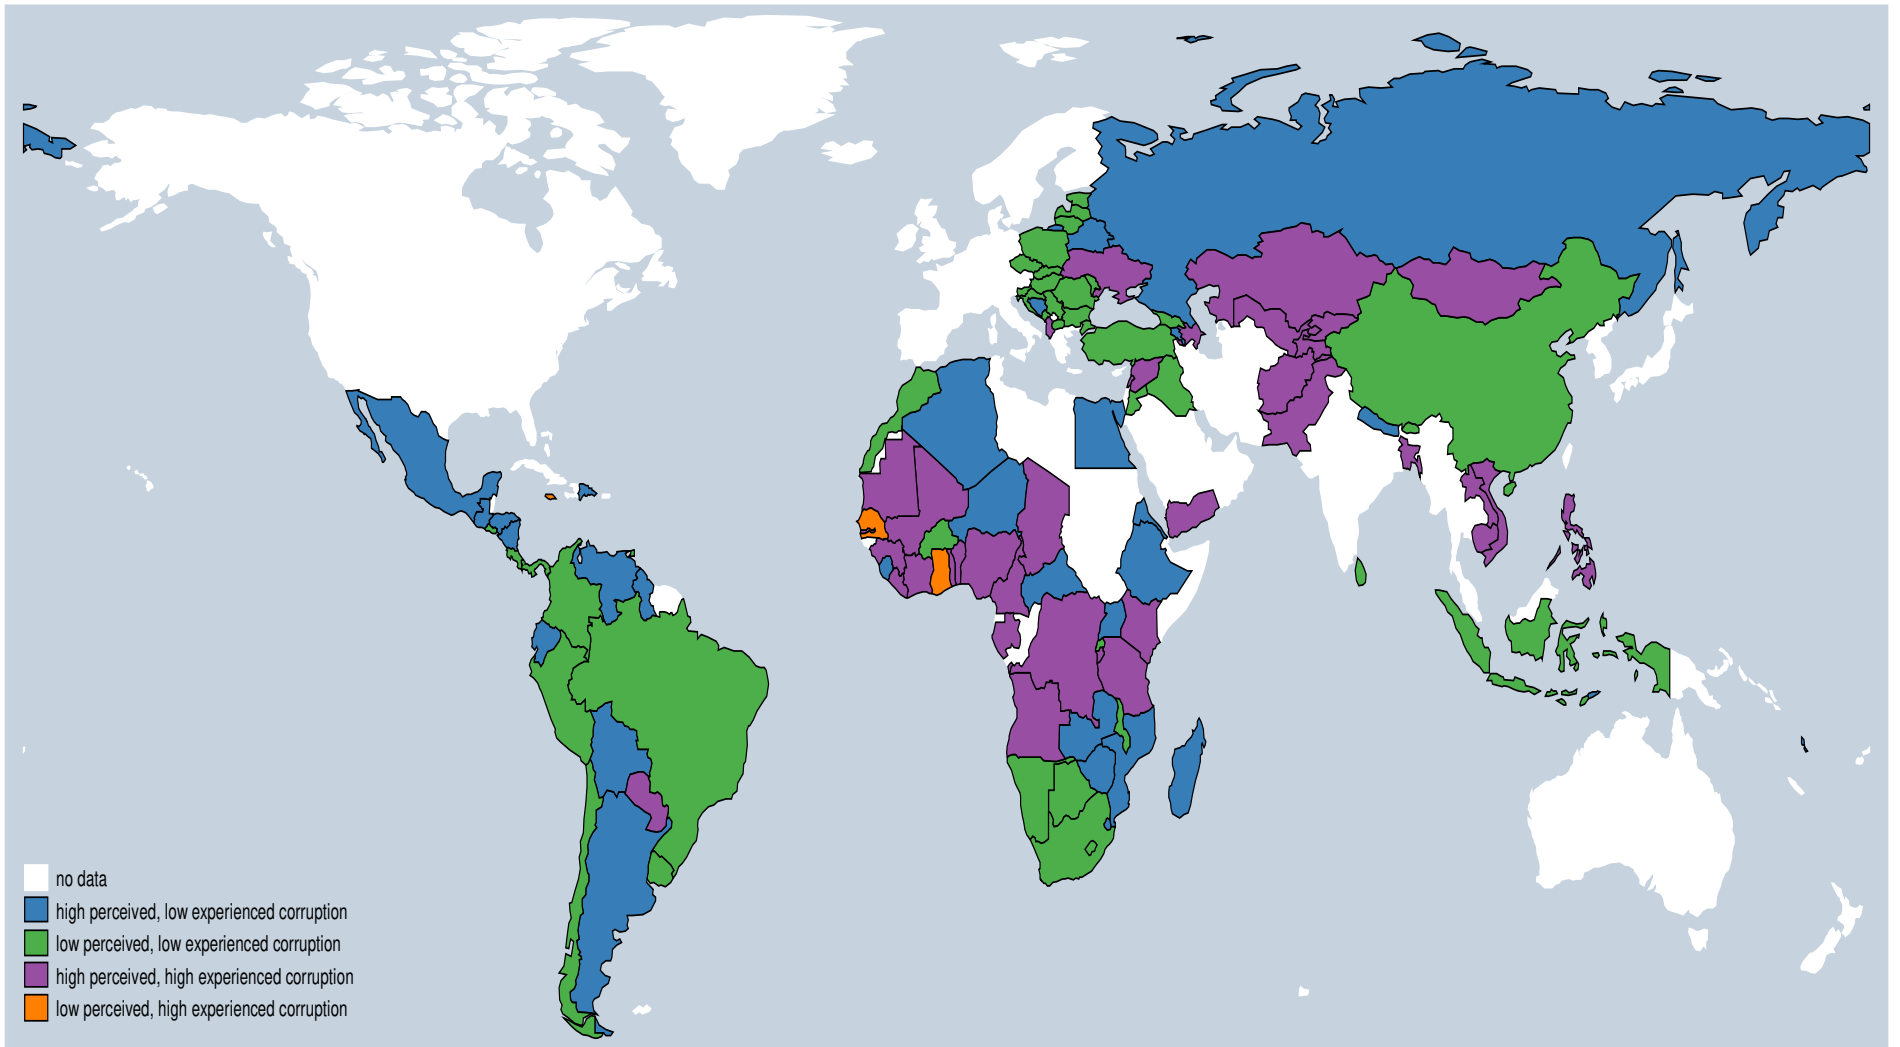 no data
high perceived, low experienced corruption
low perceived, low experienced corruption
high perceived, high experienced corruption
low perceived, high experienced corruption